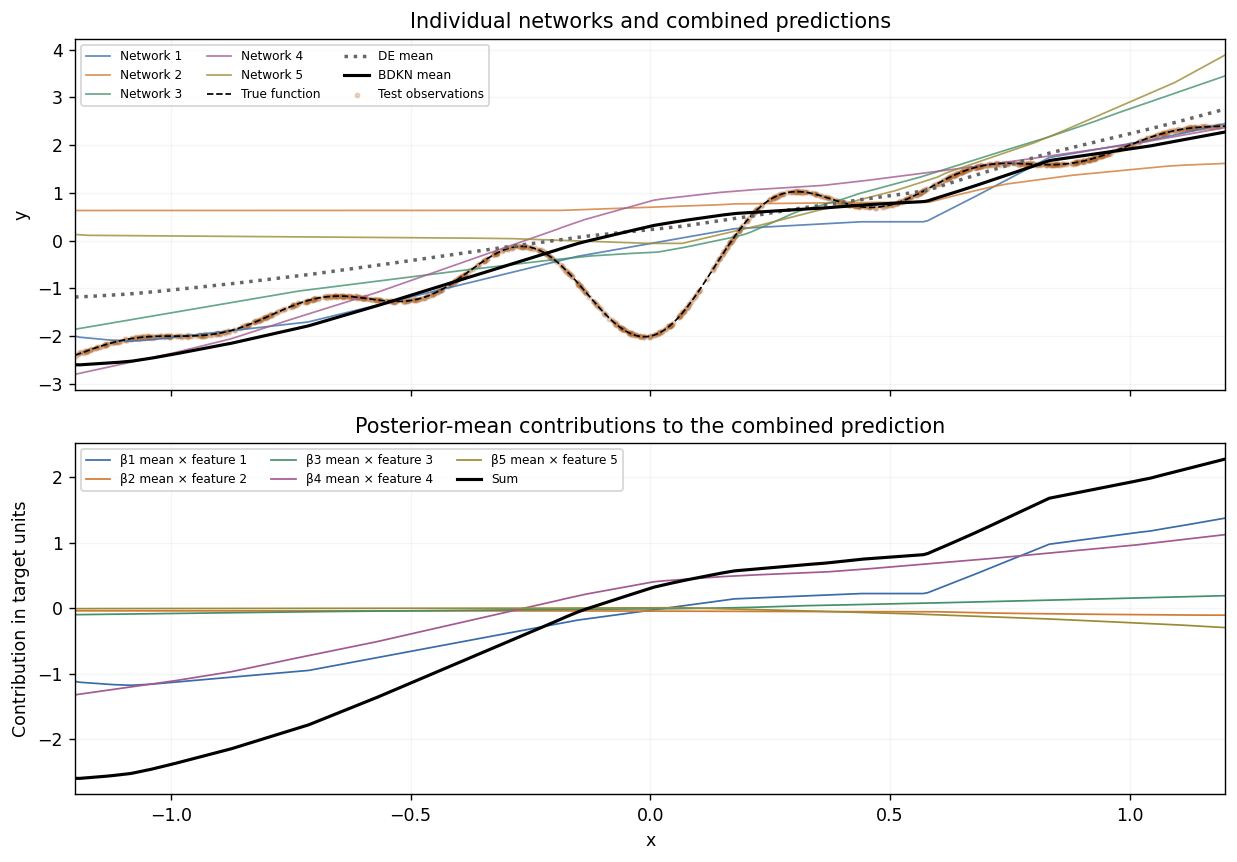 Individual networks and combined predictions
Network 1 Network 4 DE mean
Network 2 Network 5 BDKN mean
Network 3 True function Test observations
4
3
2
1
0
−1
−2
−3
y
Posterior-mean contributions to the combined prediction
β1 mean × feature 1 β3 mean × feature 3 β5 mean × feature 5
β2 mean × feature 2 β4 mean × feature 4 Sum
2
1
0
−1
−2
Contribution in target units
−1.0 −0.5 0.0 0.5 1.0
x